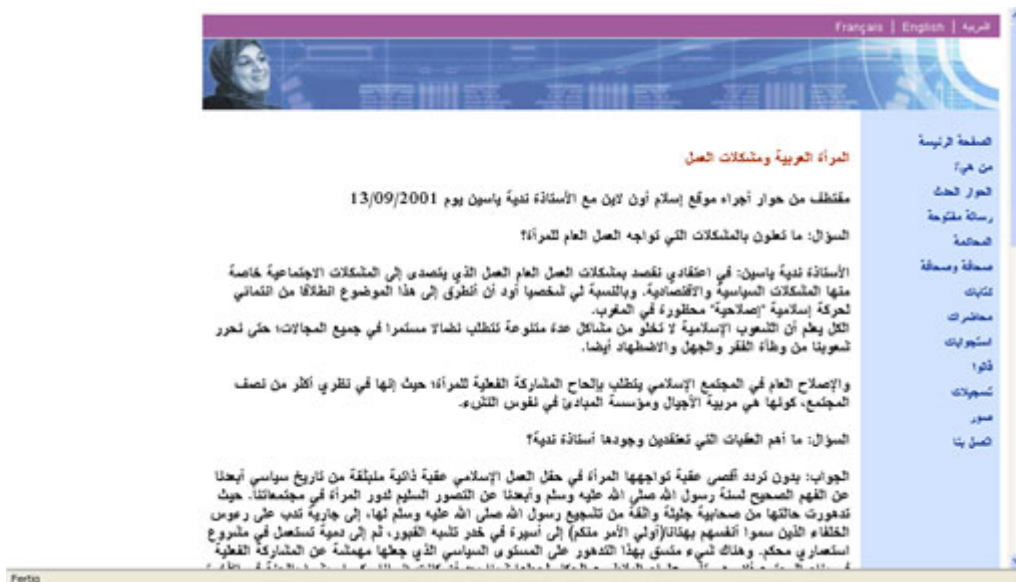 العربية | English | Français
الصفحة الرئيسة
من هي؟
الحوار الحدث
رسالة مفتوحة
المحاكمة
صحافة وصحافة
كتابات
محاضرات
استجوابات
قالوا
تسجيلات
صور
اتصل بنا
المرأة العربية ومشكلات العمل
مقتطف من حوار أجراه موقع إسلام أون لاين مع الأستاذة ندية ياسين يوم 13/09/2001
السؤال: ما تعلون بالمشكلات التي تواجه العمل العام للمرأة؟
الأستاذة ندية ياسين: في اعتقادي نقصد بمشكلات العمل العام العمل الذي يتصدى إلى المشكلات الاجتماعية خاصة
منها المشكلات السياسية والاقتصادية. وبالنسبة لي شخصيا أود أن أتطرق إلى هذا الموضوع انطلاقا من انتمائي
لحركة إسلامية "إصلاحية" محظورة في المغرب.
الكل يعلم أن الشعوب الإسلامية لا تخلو من مشاكل عدة متنوعة تتطلب نضالا مستمرا في جميع المجالات؛ حتى نحرر
شعوبنا من وطأة الفقر والجهل والاضطهاد أيضا.
والإصلاح العام في المجتمع الإسلامي يتطلب بإلحاح المشاركة الفعلية للمرأة؛ حيث إنها في نظري أكثر من نصف
المجتمع، كونها هي مربية الأجيال ومؤسسة المبادئ في نفوس النشء.
السؤال: ما أهم العقبات التي تعتقدين وجودها أستاذة ندية؟
الجواب: بدون تردد أقصى عقبة تواجهها المرأة في حقل العمل الإسلامي عقبة ذاتية منبثقة من تاريخ سياسي أبعدنا
عن الفهم الصحيح لسنة رسول الله صلى الله عليه وسلم وأبعدنا عن التصور السليم لدور المرأة في مجتمعاتنا. حيث
تدهورت حالتها من صحابية جليلة واثقة من تشجيع رسول الله صلى الله عليه وسلم لها، إلى جارية تدب على رءوس
الخلفاء الذين سموا أنفسهم بهتانا(أولي الأمر منكم) إلى أسيرة في خدر تشبه القبور، ثم إلى دمية تستعمل في مشروع
استعماري محكم. وهناك شيء متسق بهذا التدهور على المستوى السياسي الذي جعلها مهمشة عن المشاركة الفعلية
Fertig